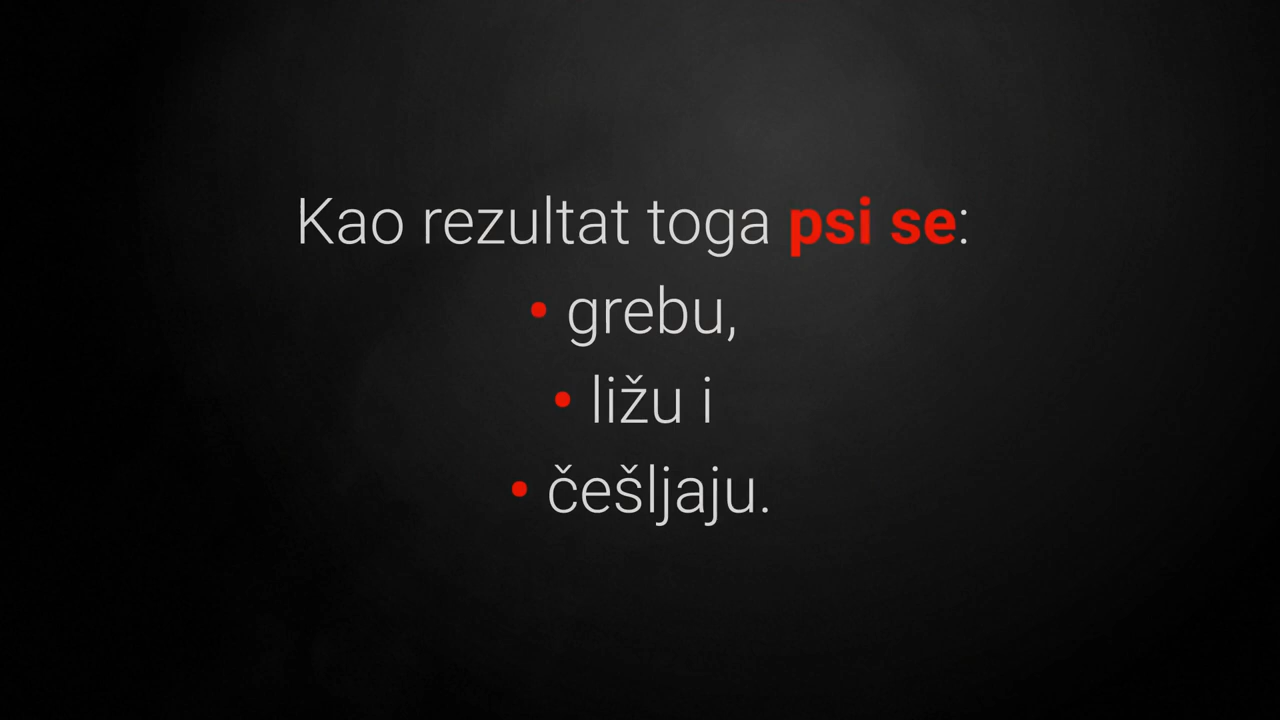 Kao rezultat toga psi se:
• grebu,
• ližu i
• češljaju.